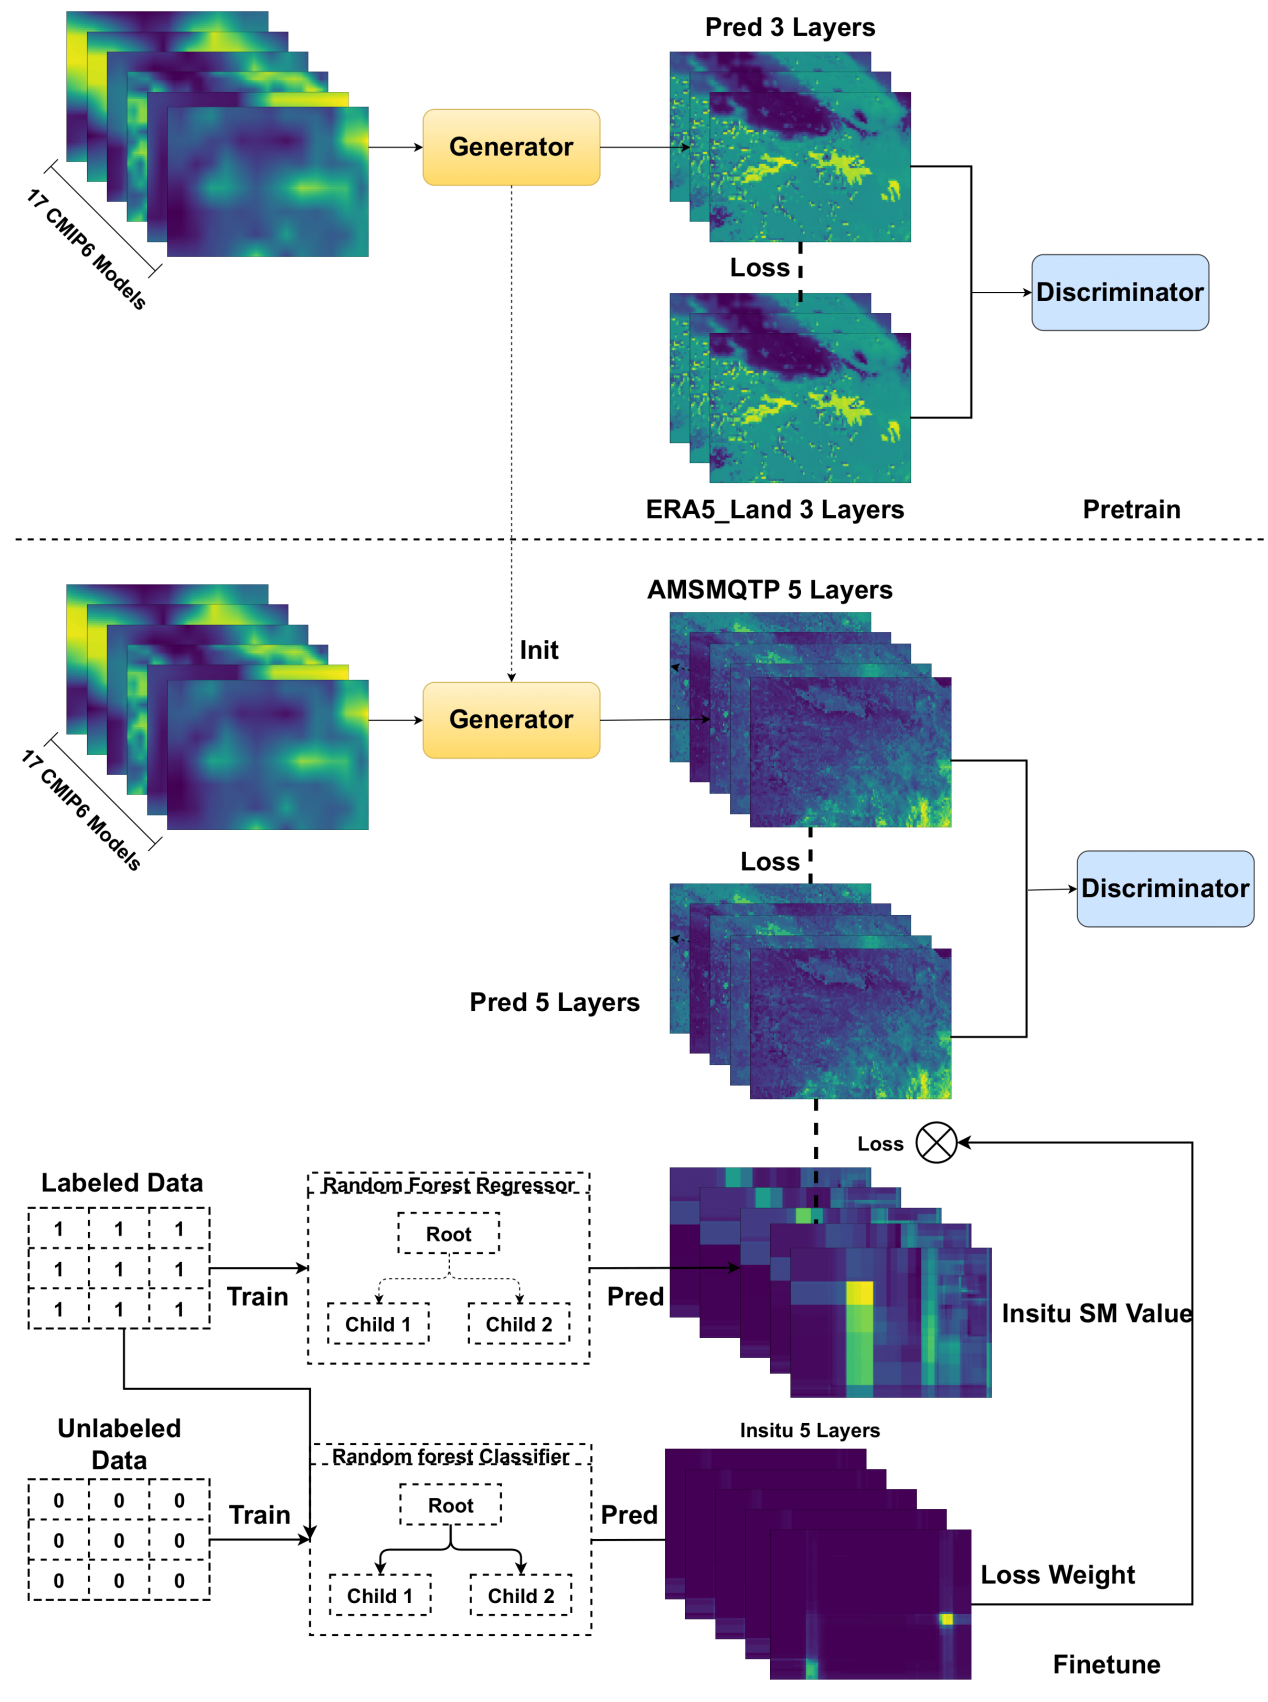 Pred 3 Layers
Generator
17 CMIP6 Models
Loss
Discriminator
ERA5_Land 3 Layers
Pretrain
AMSMQTP 5 Layers
Init
Generator
17 CMIP6 Models
Loss
Discriminator
Pred 5 Layers
Loss
Labeled Data
1 1 1
1 1 1
1 1 1
Train
Random Forest Regressor
Root
Child 1 Child 2
Pred
Insitu SM Value
Unlabeled
Data
0 0 0
0 0 0
0 0 0
Train
Random forest Classifier
Root
Child 1 Child 2
Pred
Insitu 5 Layers
Loss Weight
Finetune